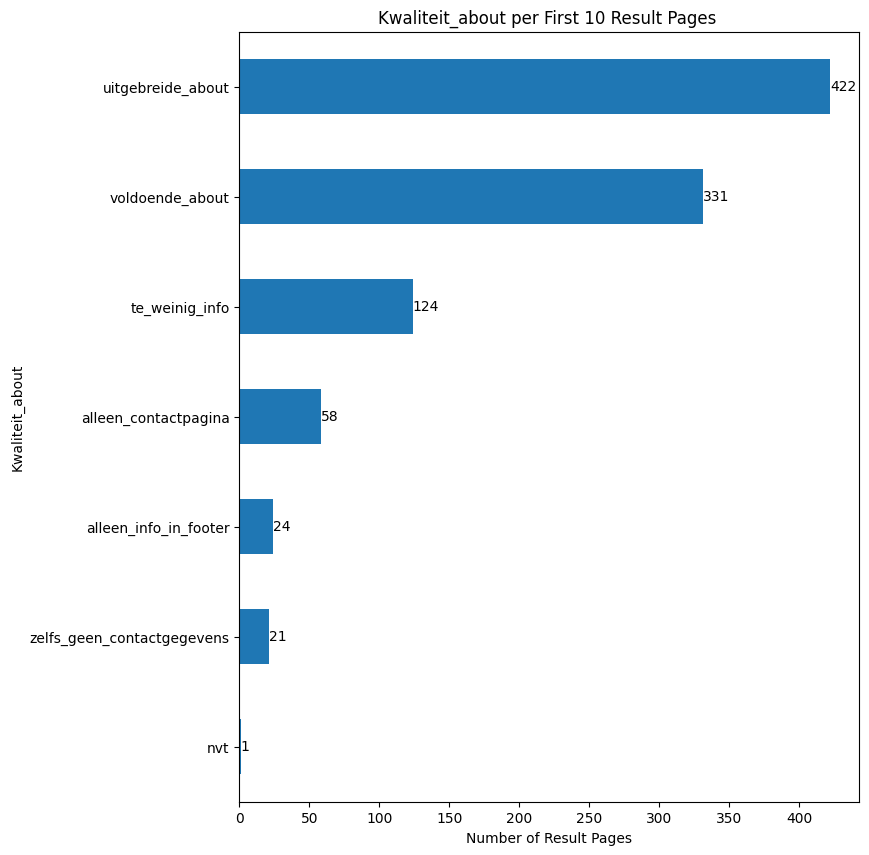 Kwaliteit_about per First 10 Result Pages
uitgebreide_about
422
voldoende_about
331
te_weinig_info
124
alleen_contactpagina
58
alleen_info_in_footer
24
zelfs_geen_contactgegevens
21
nvt
1
Kwaliteit_about
0 50 100 150 200 250 300 350 400
Number of Result Pages